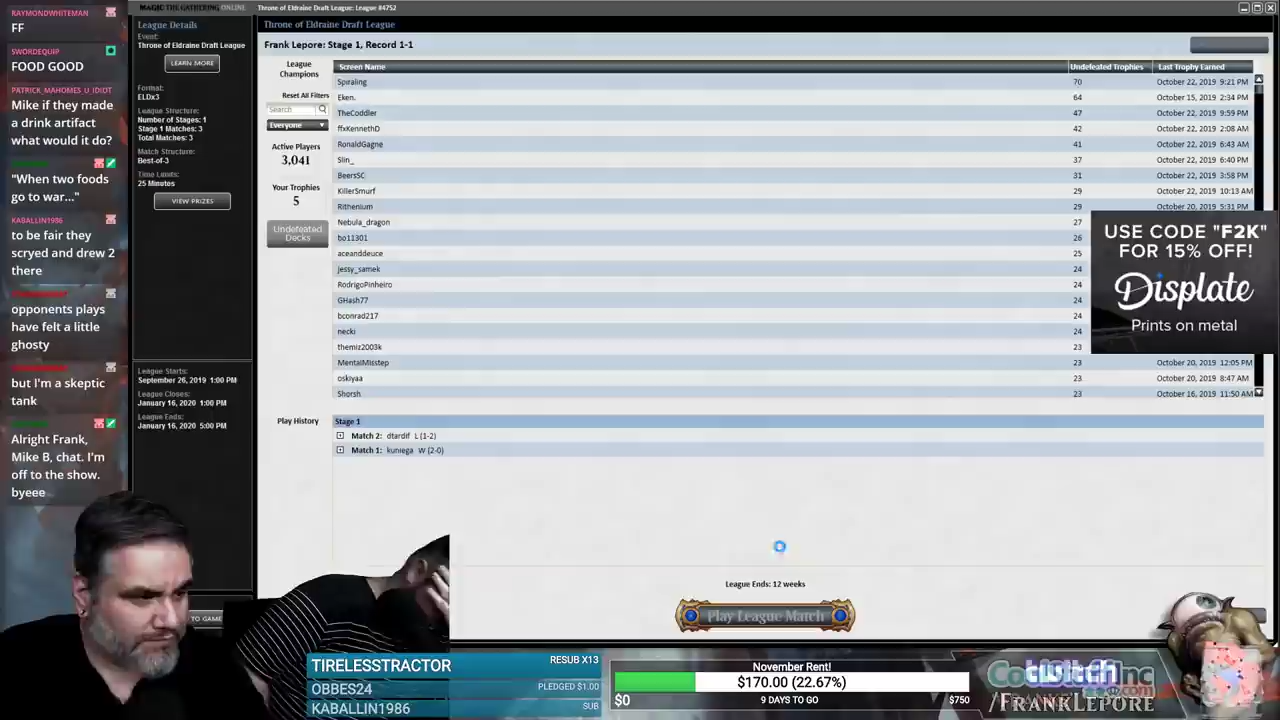 RAYMONDWHITEMAN
FF
SWORDEQUIP
FOOD GOOD
PATRICK_MAHOMES_U_IDIOT
Mike if they made
a drink artifact
what would it do?
"When two foods
go to war..."
KABALLIN1986
to be fair they
scryed and drew 2
there
opponents plays
have felt a little
ghosty
but I'm a skeptic
tank
Alright Frank,
Mike B, chat. I'm
off to the show.
byeee
MAGIC THE GATHERING ONLINE
Throne of Eldraine Draft League: League #4752
League Details
Event:
Throne of Eldraine Draft League
LEARN MORE
Format:
ELDx3
League Structure:
Number of Stages: 1
Stage 1 Matches: 3
Total Matches: 3
Match Structure:
Best-of-3
Time Limits:
25 Minutes
VIEW PRIZES
League Starts:
September 26, 2019 1:00 PM
League Closes:
January 16, 2020 1:00 PM
League Ends:
January 16, 2020 5:00 PM
TO GAME
Throne of Eldraine Draft League
Frank Lepore: Stage 1, Record 1-1
League
Champions
Reset All Filters
Search
Everyone
Active Players
3,041
Your Trophies
5
Undefeated
Decks
Screen Name Undefeated Trophies Last Trophy Earned
Spiraling 70 October 22, 2019 9:21 PM
Eken. 64 October 15, 2019 2:34 PM
TheCoddler 47 October 22, 2019 9:59 PM
ffxKennethD 42 October 22, 2019 2:08 AM
RonaldGagne 41 October 22, 2019 6:43 AM
Slin_ 37 October 22, 2019 6:40 PM
BeersSC 31 October 22, 2019 3:58 PM
KillerSmurf 29 October 22, 2019 10:13 AM
Rithenium 29 October 20, 2019 5:31 PM
Nebula_dragon 27
bo11301 26
aceanddeuce 25
jessy_samek 24
RodrigoPinheiro 24
GHash77 24
bconrad217 24
necki 24
themiz2003k 23
MentalMisstep 23 October 20, 2019 12:05 PM
oskiyaa 23 October 20, 2019 8:47 AM
Shorsh 23 October 16, 2019 11:50 AM
USE CODE "F2K"
FOR 15% OFF!
Displate
Prints on metal
Play History
Stage 1
Match 2: dtardif L (1-2)
Match 1: kuniega W (2-0)
League Ends: 12 weeks
Play League Match
TIRELESSTRACTOR RESUB X13
OBBES24 PLEDGED $1.00
KABALLIN1986 SUB
November Rent!
$170.00 (22.67%)
$0 9 DAYS TO GO $750
/FRANKLEPORE